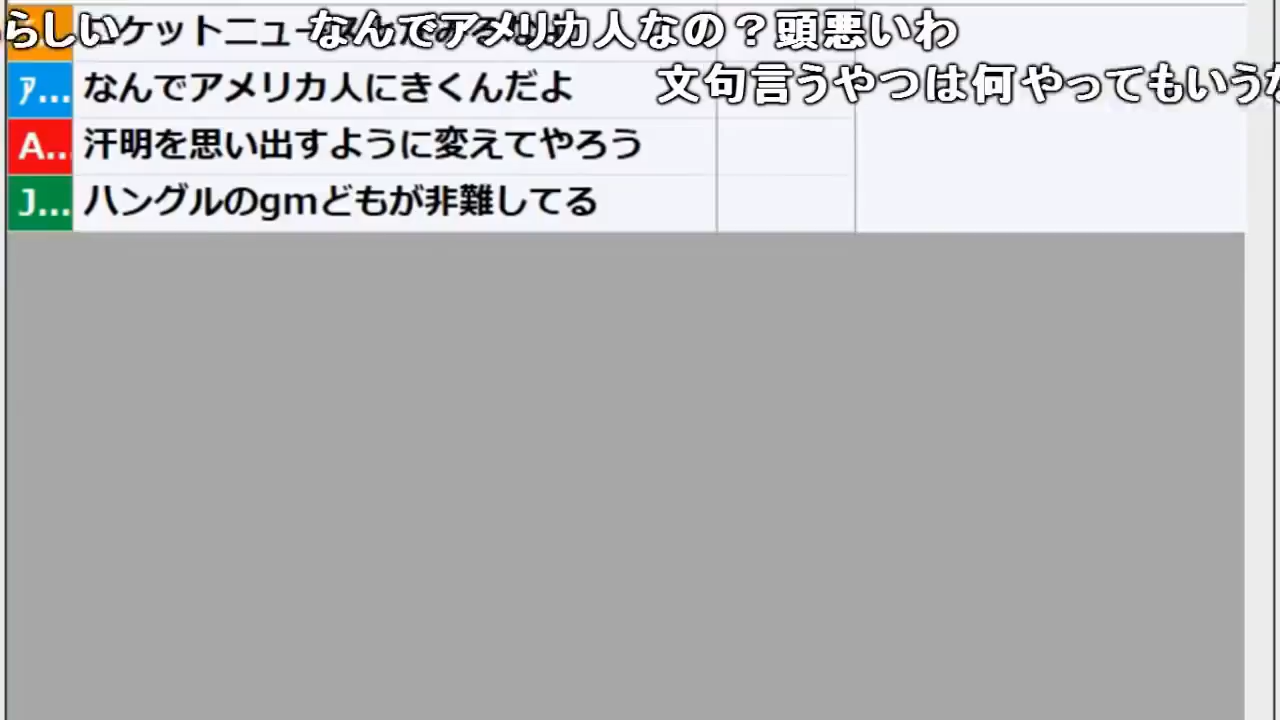 らしい
なんでアメリカ人なの？頭悪いわ
ロケットニュー
文句言うやつは何やってもいうな
ア... なんでアメリカ人にきくんだよ
A... 汗明を思い出すように変えてやろう
J... ハングルのgmどもが非難してる